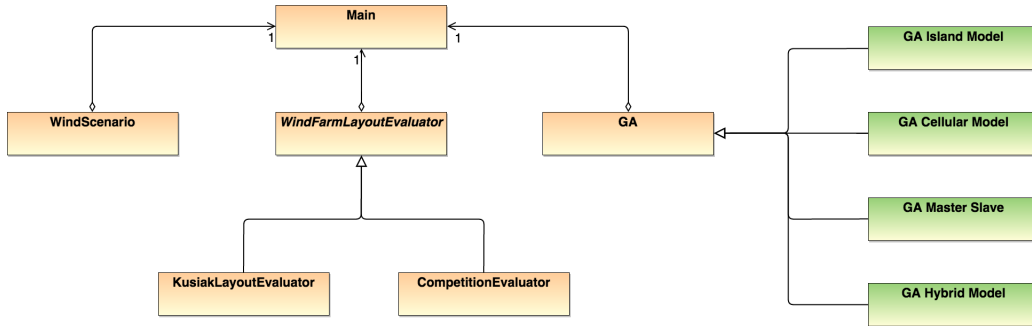 Main
GA Island Model
1
1
1
WindScenario
WindFarmLayoutEvaluator
GA
GA Cellular Model
GA Master Slave
KusiakLayoutEvaluator
CompetitionEvaluator
GA Hybrid Model